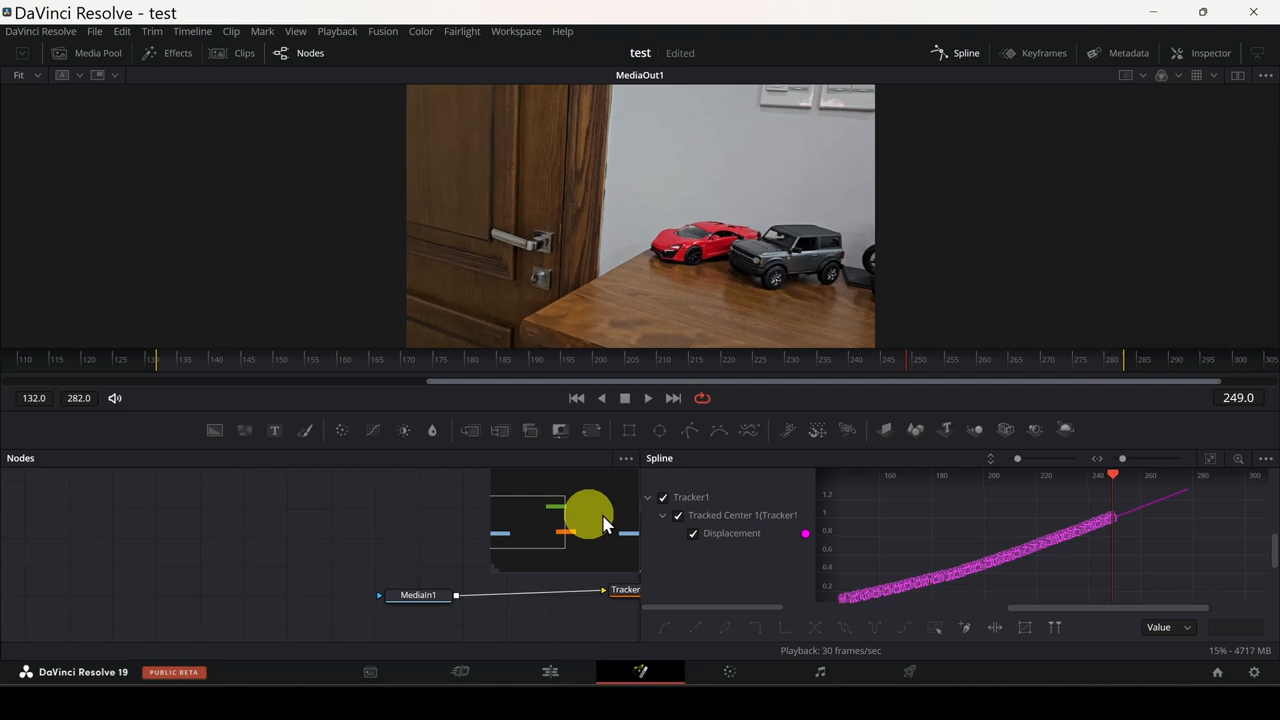 DaVinci Resolve - test
DaVinci Resolve File Edit Trim Timeline Clip Mark View Playback Fusion Color Fairlight Workspace Help
Media Pool Effects Clips Nodes test Edited Spline Keyframes Metadata Inspector
Fit A MediaOut1
110 115 120 125 13 135 140 145 150 155 160 165 170 175 180 185 190 195 200 205 210 215 220 225 230 235 240 245 250 255 260 265 270 275 280 285 290 295 300 305
132.0 282.0 249.0
T T
Nodes Spline
160 180 200 220 240 260 280 300
Tracker1
1.2
Tracked Center 1(Tracker1
1
Displacement
0.8
0.6
0.4
0.2
MediaIn1 Tracker
Value
Playback: 30 frames/sec 15% - 4717 MB
DaVinci Resolve 19 PUBLIC BETA